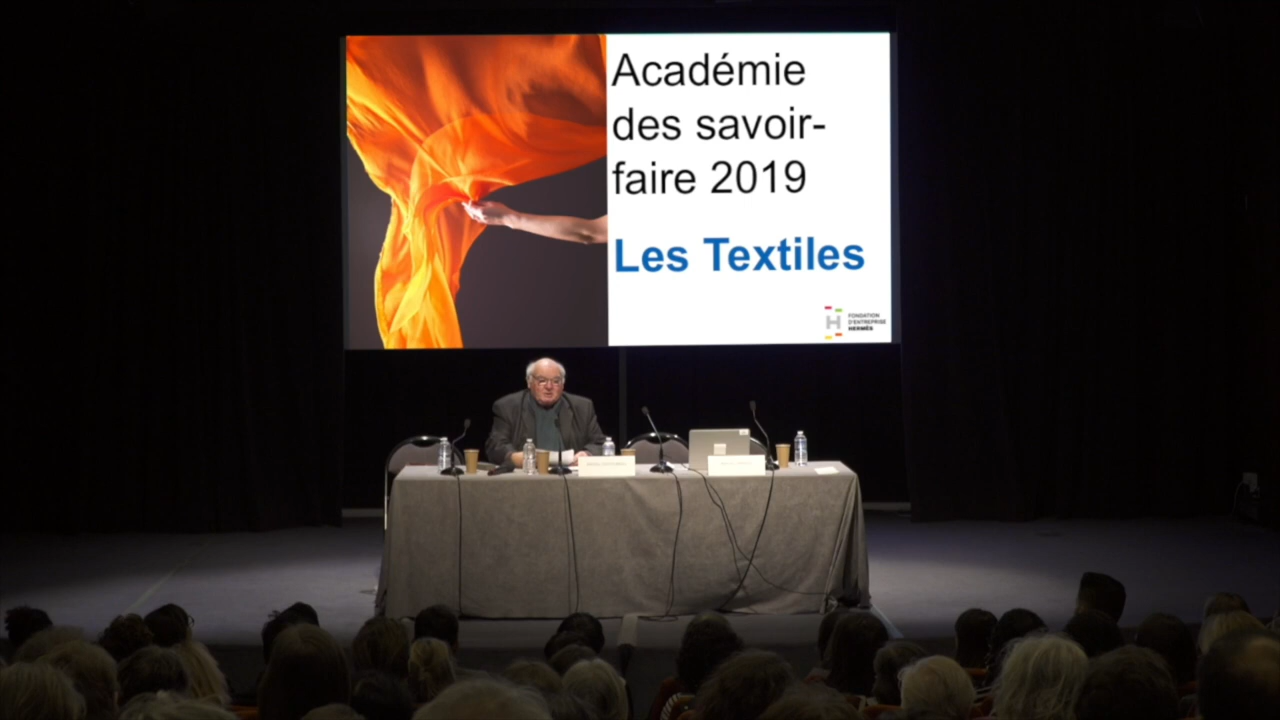 Académie
des savoir-
faire 2019
Les Textiles
H
FONDATION
D'ENTREPRISE
HERMÈS